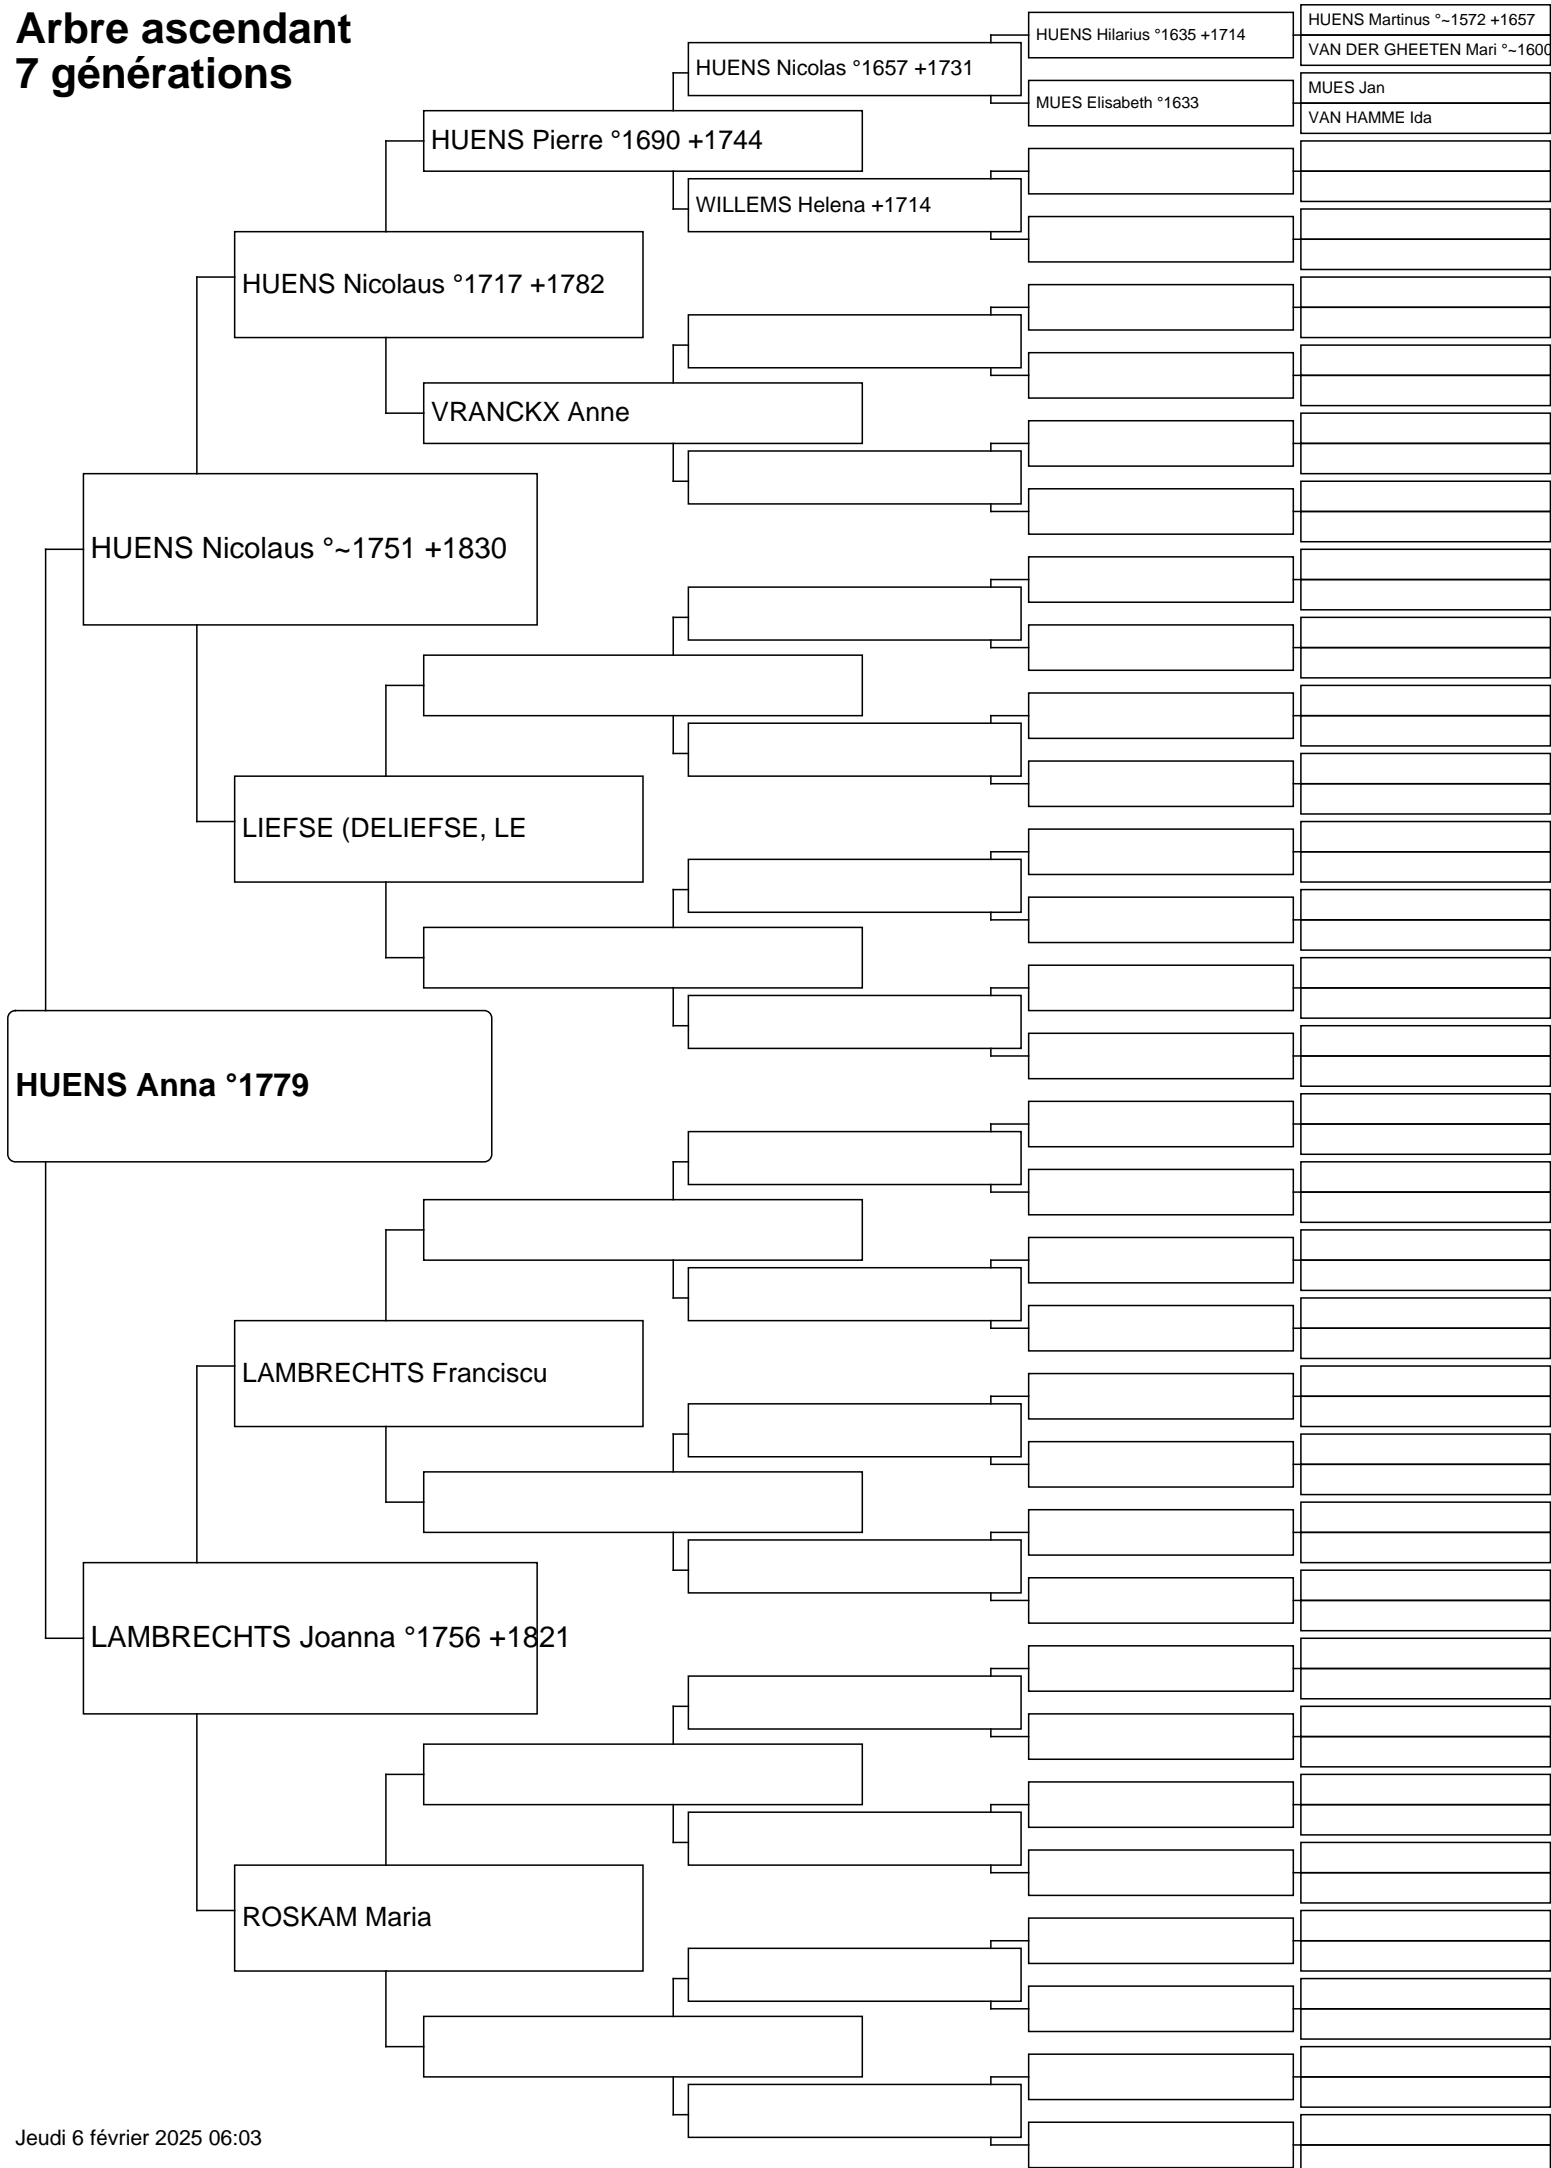 Arbre ascendant
7 générations
HUENS Martinus °~1572 +1657
HUENS Hilarius °1635 +1714
VAN DER GHEETEN Mari °~1600
HUENS Nicolas °1657 +1731
MUES Jan
MUES Elisabeth °1633
VAN HAMME Ida
HUENS Pierre °1690 +1744
WILLEMS Helena +1714
HUENS Nicolaus °1717 +1782
VRANCKX Anne
HUENS Nicolaus °~1751 +1830
LIEFSE (DELIEFSE, LE
HUENS Anna °1779
LAMBRECHTS Franciscu
LAMBRECHTS Joanna °1756 +1821
ROSKAM Maria
Jeudi 6 février 2025 06:03